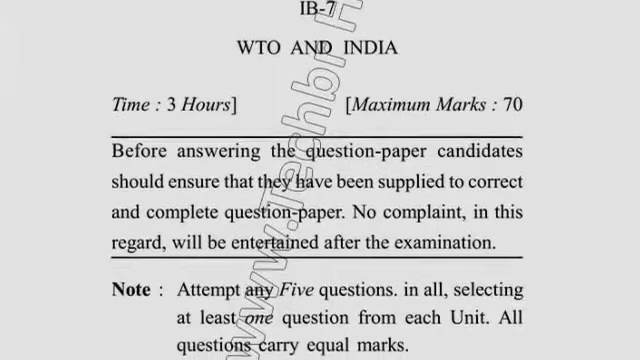 IB-7
WTO AND INDIA
Time : 3 Hours] [Maximum Marks : 70
Before answering the question-paper candidates
should ensure that they have been supplied to correct
and complete question-paper. No complaint, in this
regard, will be entertained after the examination.
Note : Attempt any Five questions. in all, selecting
at least one question from each Unit. All
questions carry equal marks.
www.Techbr H